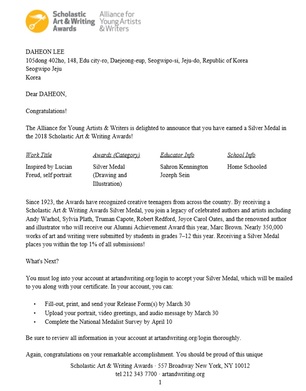 Scholastic Alliance for
Art & Writing Young Artists
Awards & Writers
DAHEON LEE
105dong 402ho, 148, Edu city-ro, Daejeong-eup, Seogwipo-si, Jeju-do, Republic of Korea
Seogwipo Jeju
Korea
Dear DAHEON,
Congratulations!
The Alliance for Young Artists & Writers is delighted to announce that you have earned a Silver Medal in
the 2018 Scholastic Art & Writing Awards!
Work Title Awards (Category) Educator Info School Info
Inspired by Lucian Silver Medal Sahron Kennington Home Schooled
Freud, self portrait (Drawing and Joseph Sein
Illustration)
Since 1923, the Awards have recognized creative teenagers from across the country. By receiving a
Scholastic Art & Writing Awards Silver Medal, you join a legacy of celebrated authors and artists including
Andy Warhol, Sylvia Plath, Truman Capote, Robert Redford, Joyce Carol Oates, and the renowned author
and illustrator who will receive our Alumni Achievement Award this year, Marc Brown. Nearly 350,000
works of art and writing were submitted by students in grades 7–12 this year. Receiving a Silver Medal
places you within the top 1% of all submissions!
What's Next?
You must log into your account at artandwriting.org/login to accept your Silver Medal, which will be mailed
to you along with your certificate. In your account, you can:
• Fill-out, print, and send your Release Form(s) by March 30
• Upload your portrait, video greetings, and audio message by March 30
• Complete the National Medalist Survey by April 10
Be sure to review all information in your account at artandwriting.org/login thoroughly.
Again, congratulations on your remarkable accomplishment. You should be proud of this unique
Scholastic Art & Writing Awards · 557 Broadway New York, NY 10012
tel 212 343 7700 · artandwriting.org
1